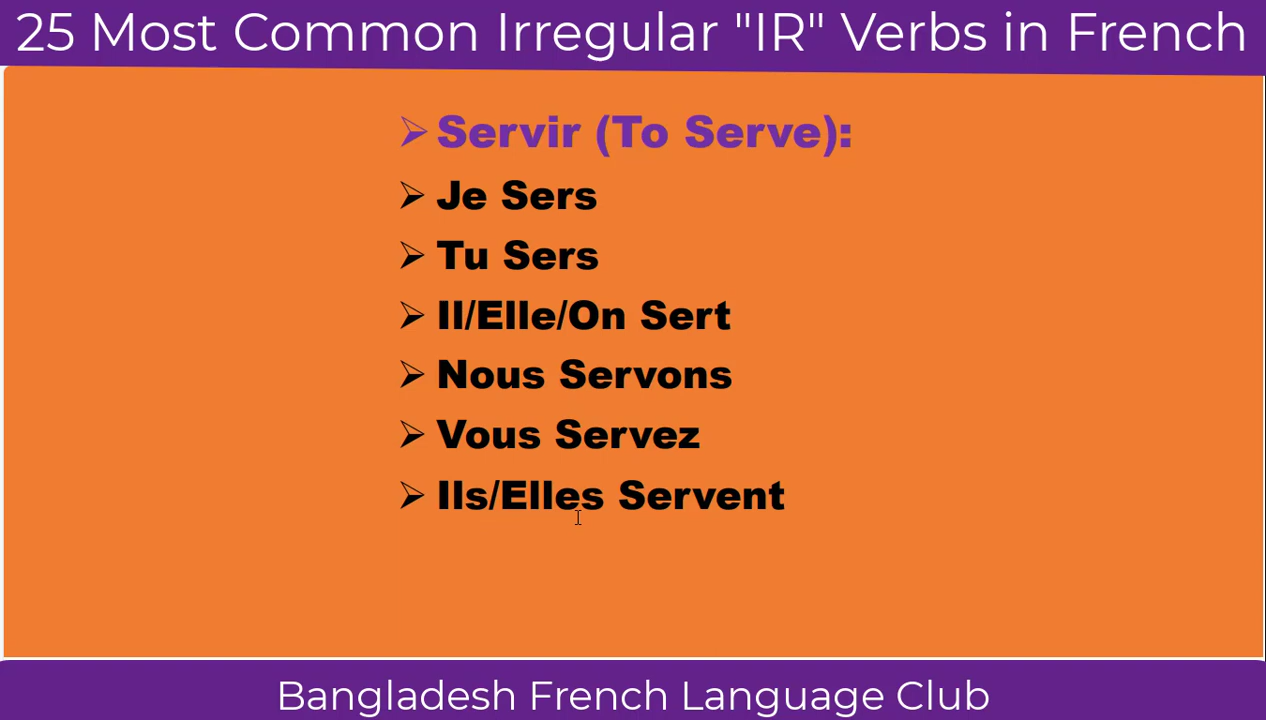 25 Most Common Irregular "IR" Verbs in French
Servir (To Serve):
Je Sers
Tu Sers
Il/Elle/On Sert
Nous Servons
Vous Servez
Ils/Elles Servent
Bangladesh French Language Club